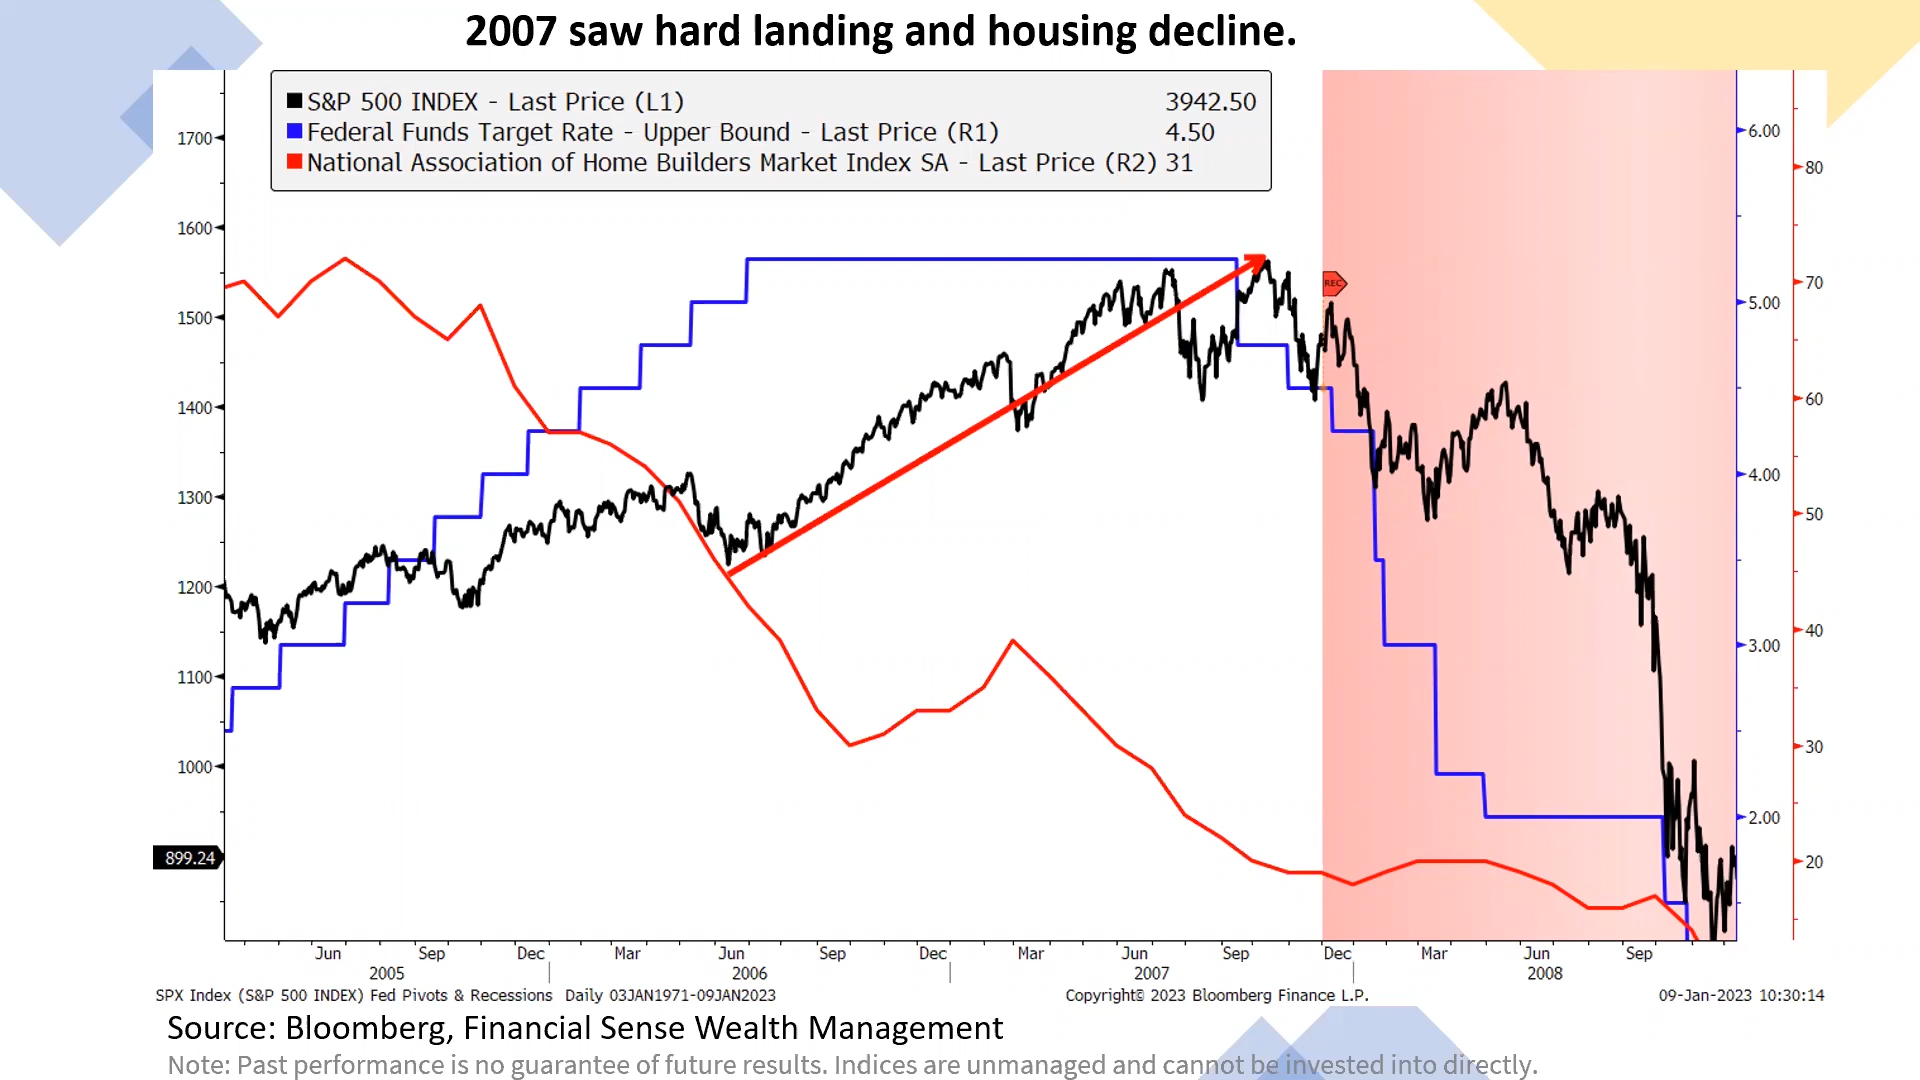 2007 saw hard landing and housing decline.
S&P 500 INDEX - Last Price (L1) 3942.50
Federal Funds Target Rate - Upper Bound - Last Price (R1) 4.50
National Association of Home Builders Market Index SA - Last Price (R2) 31
1700
1600
1500
1400
1300
1200
1100
1000
899.24
REC
6.00
5.00
4.00
3.00
2.00
80
70
60
50
40
30
20
Jun Sep Dec Mar Jun Sep Dec Mar Jun Sep Dec Mar Jun Sep
2005 2006 2007 2008
SPX Index (S&P 500 INDEX) Fed Pivots & Recessions Daily 03JAN1971-09JAN2023 Copyright© 2023 Bloomberg Finance L.P. 09-Jan-2023 10:30:14
Source: Bloomberg, Financial Sense Wealth Management
Note: Past performance is no guarantee of future results. Indices are unmanaged and cannot be invested into directly.